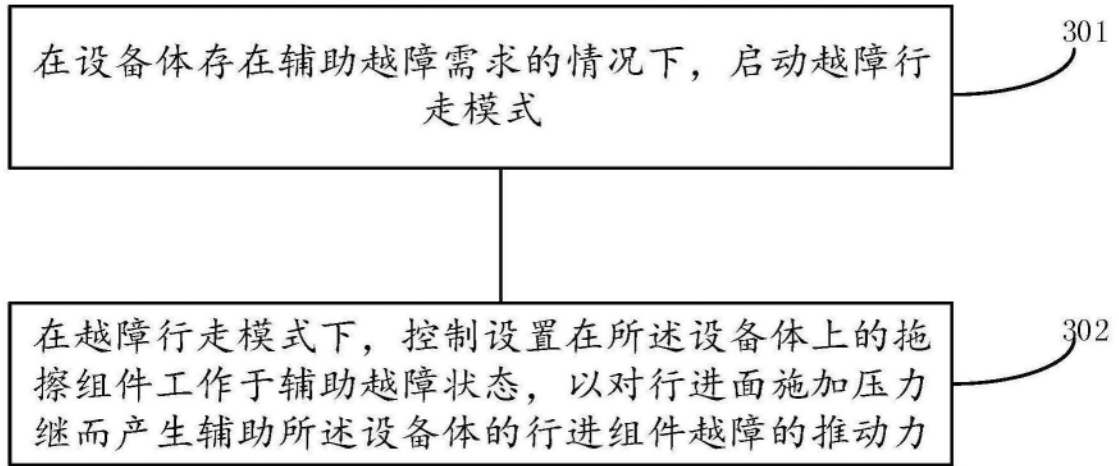 在设备体存在辅助越障需求的情况下，启动越障行
走模式
301
在越障行走模式下，控制设置在所述设备体上的拖
擦组件工作于辅助越障状态，以对行进面施加压力
继而产生辅助所述设备体的行进组件越障的推动力
302